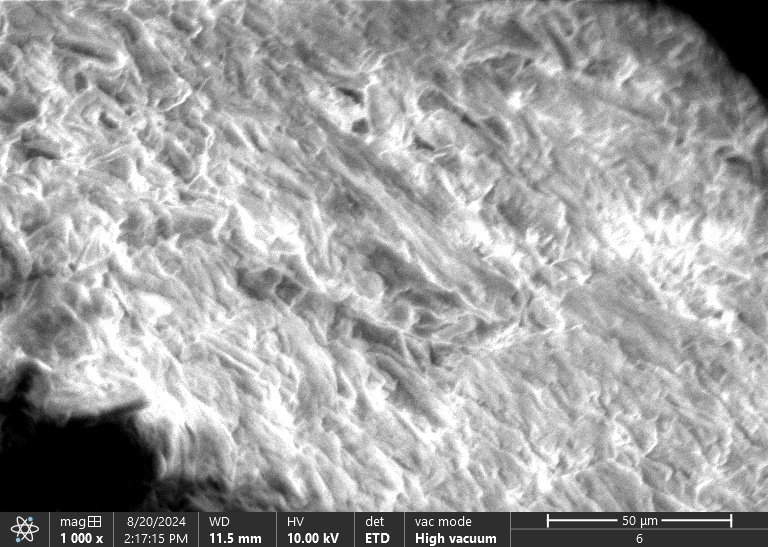 mag 8/20/2024 WD HV det vac mode 50 µm
1 000 x 2:17:15 PM 11.5 mm 10.00 kV ETD High vacuum 6